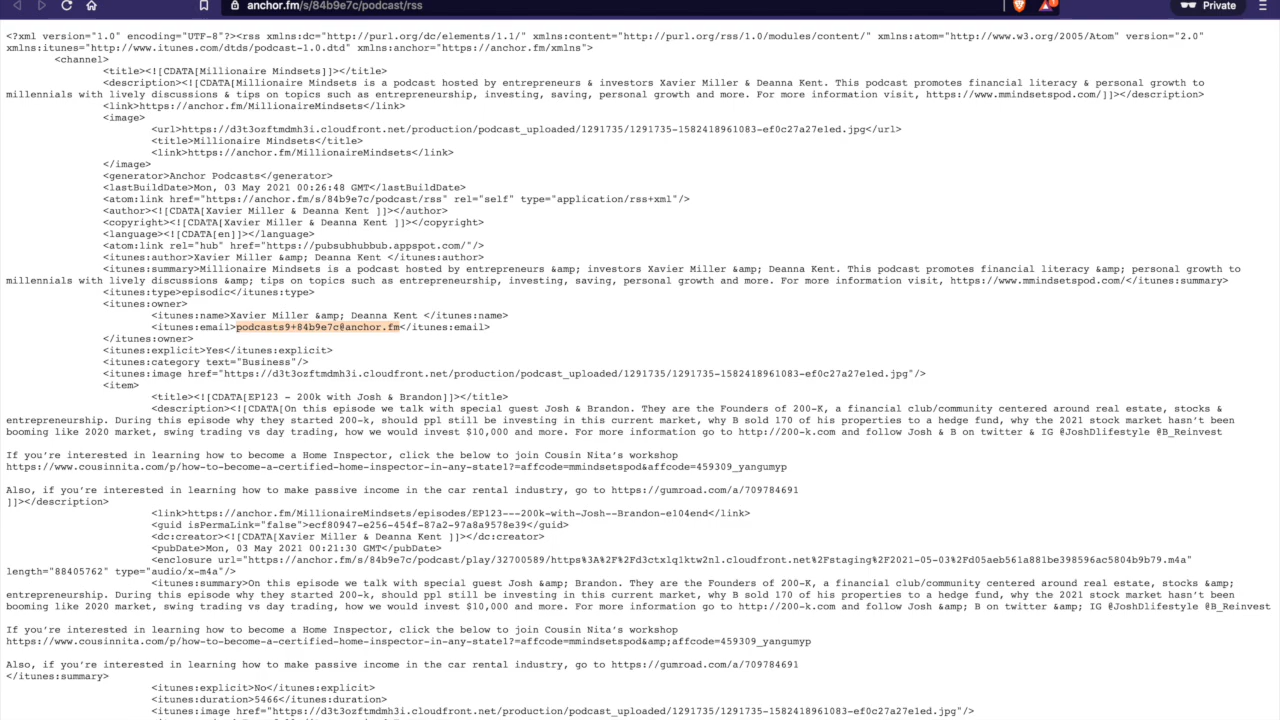 anchor.fm/s/84b9e7c/podcast/rss
1
Private
<?xml version="1.0" encoding="UTF-8"?><rss xmlns:dc="http://purl.org/dc/elements/1.1/" xmlns:content="http://purl.org/rss/1.0/modules/content/" xmlns:atom="http://www.w3.org/2005/Atom" version="2.0"
xmlns:itunes="http://www.itunes.com/dtds/podcast-1.0.dtd" xmlns:anchor="https://anchor.fm/xmlns">
<channel>
<title><![CDATA[Millionaire Mindsets]]></title>
<description><![CDATA[Millionaire Mindsets is a podcast hosted by entrepreneurs & investors Xavier Miller & Deanna Kent. This podcast promotes financial literacy & personal growth to
millennials with lively discussions & tips on topics such as entrepreneurship, investing, saving, personal growth and more. For more information visit, https://www.mmindsetspod.com/]]></description>
<link>https://anchor.fm/MillionaireMindsets</link>
<image>
<url>https://d3t3ozftmdmh3i.cloudfront.net/production/podcast_uploaded/1291735/1291735-1582418961083-ef0c27a27e1ed.jpg</url>
<title>Millionaire Mindsets</title>
<link>https://anchor.fm/MillionaireMindsets</link>
</image>
<generator>Anchor Podcasts</generator>
<lastBuildDate>Mon, 03 May 2021 00:26:48 GMT</lastBuildDate>
<atom:link href="https://anchor.fm/s/84b9e7c/podcast/rss" rel="self" type="application/rss+xml"/>
<author><![CDATA[Xavier Miller & Deanna Kent ]]></author>
<copyright><![CDATA[Xavier Miller & Deanna Kent ]]></copyright>
<language><![CDATA[en]]></language>
<atom:link rel="hub" href="https://pubsubhubbub.appspot.com/"/>
<itunes:author>Xavier Miller &amp; Deanna Kent </itunes:author>
<itunes:summary>Millionaire Mindsets is a podcast hosted by entrepreneurs &amp; investors Xavier Miller &amp; Deanna Kent. This podcast promotes financial literacy &amp; personal growth to
millennials with lively discussions &amp; tips on topics such as entrepreneurship, investing, saving, personal growth and more. For more information visit, https://www.mmindsetspod.com/</itunes:summary>
<itunes:type>episodic</itunes:type>
<itunes:owner>
<itunes:name>Xavier Miller &amp; Deanna Kent </itunes:name>
<itunes:email>podcasts9+84b9e7c@anchor.fm</itunes:email>
</itunes:owner>
<itunes:explicit>Yes</itunes:explicit>
<itunes:category text="Business"/>
<itunes:image href="https://d3t3ozftmdmh3i.cloudfront.net/production/podcast_uploaded/1291735/1291735-1582418961083-ef0c27a27e1ed.jpg"/>
<item>
<title><![CDATA[EP123 - 200k with Josh & Brandon]]></title>
<description><![CDATA[On this episode we talk with special guest Josh & Brandon. They are the Founders of 200-K, a financial club/community centered around real estate, stocks &
entrepreneurship. During this episode why they started 200-k, should ppl still be investing in this current market, why B sold 170 of his properties to a hedge fund, why the 2021 stock market hasn't been
booming like 2020 market, swing trading vs day trading, how we would invest $10,000 and more. For more information go to http://200-k.com and follow Josh & B on twitter & IG @JoshDlifestyle @B_Reinvest
If you're interested in learning how to become a Home Inspector, click the below to join Cousin Nita's workshop
https://www.cousinnita.com/p/how-to-become-a-certified-home-inspector-in-any-state1?=affcode=mmindsetspod&affcode=459309_yangumyp
Also, if you're interested in learning how to make passive income in the car rental industry, go to https://gumroad.com/a/709784691
]]></description>
<link>https://anchor.fm/MillionaireMindsets/episodes/EP123---200k-with-Josh--Brandon-e104end</link>
<guid isPermaLink="false">ecf80947-e256-454f-87a2-97a8a9578e39</guid>
<dc:creator><![CDATA[Xavier Miller & Deanna Kent ]]></dc:creator>
<pubDate>Mon, 03 May 2021 00:21:30 GMT</pubDate>
<enclosure url="https://anchor.fm/s/84b9e7c/podcast/play/32700589/https%3A%2F%2Fd3ctxlq1ktw2nl.cloudfront.net%2Fstaging%2F2021-05-03%2Fd05aeb561a881be398596ac5804b9b79.m4a"
length="88405762" type="audio/x-m4a"/>
<itunes:summary>On this episode we talk with special guest Josh &amp; Brandon. They are the Founders of 200-K, a financial club/community centered around real estate, stocks &amp;
entrepreneurship. During this episode why they started 200-k, should ppl still be investing in this current market, why B sold 170 of his properties to a hedge fund, why the 2021 stock market hasn't been
booming like 2020 market, swing trading vs day trading, how we would invest $10,000 and more. For more information go to http://200-k.com and follow Josh &amp; B on twitter &amp; IG @JoshDlifestyle @B_Reinvest
If you're interested in learning how to become a Home Inspector, click the below to join Cousin Nita's workshop
https://www.cousinnita.com/p/how-to-become-a-certified-home-inspector-in-any-state1?=affcode=mmindsetspod&amp;affcode=459309_yangumyp
Also, if you're interested in learning how to make passive income in the car rental industry, go to https://gumroad.com/a/709784691
</itunes:summary>
<itunes:explicit>No</itunes:explicit>
<itunes:duration>5466</itunes:duration>
<itunes:image href="https://d3t3ozftmdmh3i.cloudfront.net/production/podcast_uploaded/1291735/1291735-1582418961083-ef0c27a27e1ed.jpg"/>